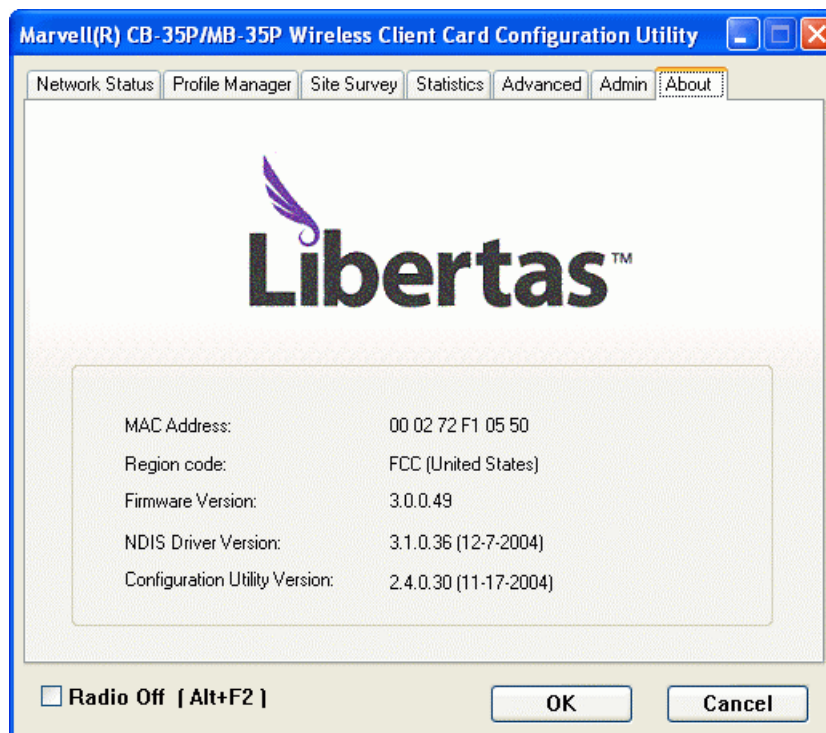 Marvell(R) CB-35P/MB-35P Wireless Client Card Configuration Utility
Network Status Profile Manager Site Survey Statistics Advanced Admin About
Libertas™
MAC Address: 00 02 72 F1 05 50
Region code: FCC (United States)
Firmware Version: 3.0.0.49
NDIS Driver Version: 3.1.0.36 (12-7-2004)
Configuration Utility Version: 2.4.0.30 (11-17-2004)
Radio Off ( Alt+F2 ) OK Cancel